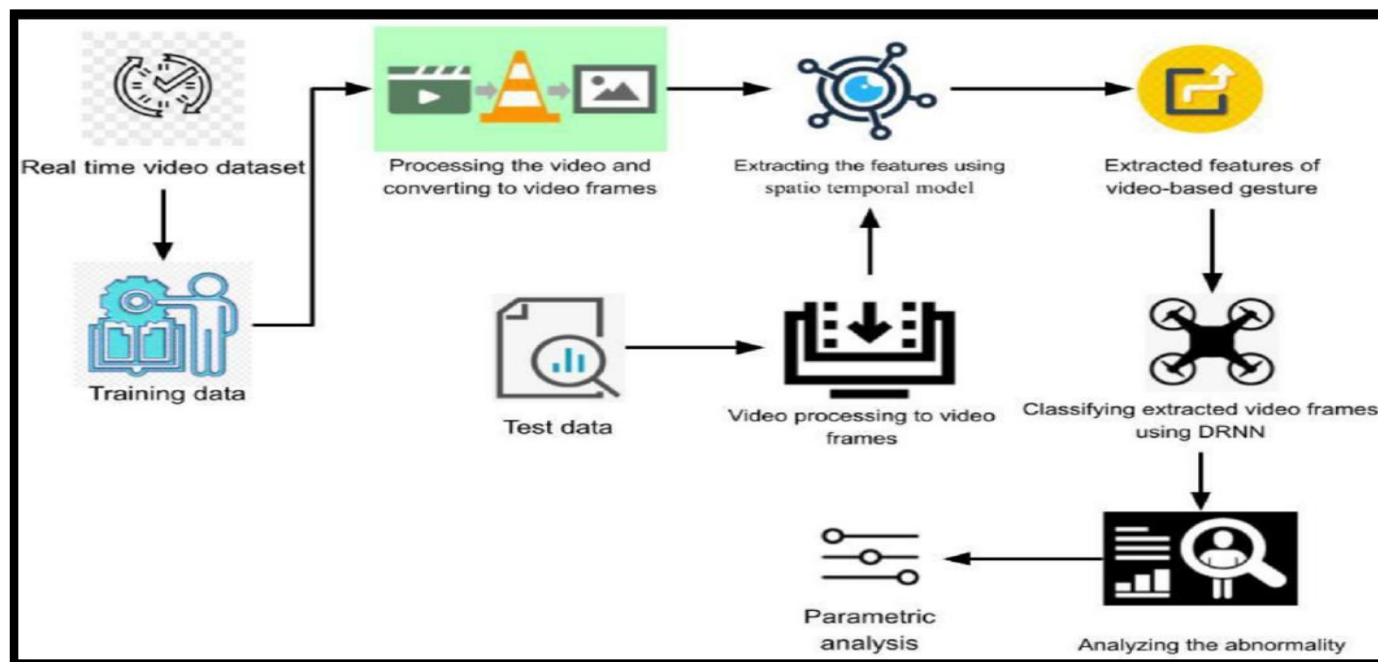 Real time video dataset
Processing the video and
converting to video frames
Extracting the features using
spatio temporal model
Extracted features of
video-based gesture
Training data
Test data
Video processing to video
frames
Classifying extracted video frames
using DRNN
Parametric
analysis
Analyzing the abnormality